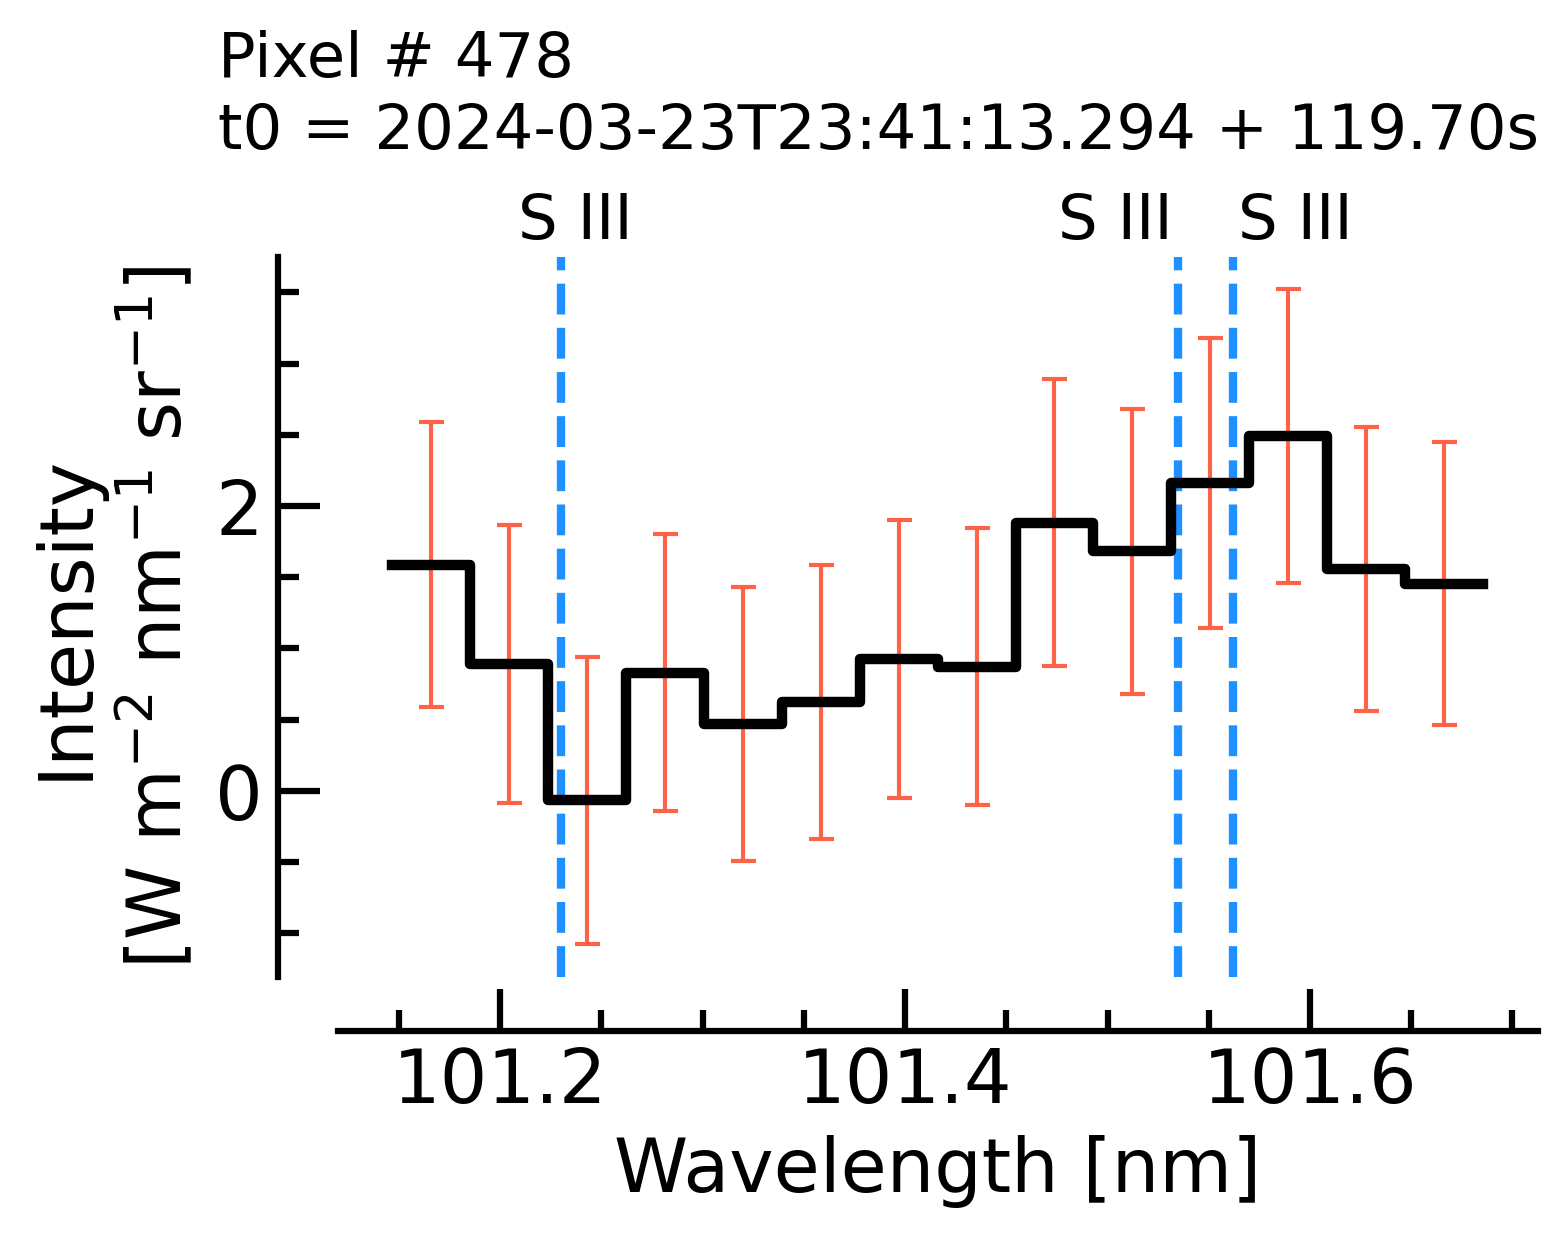 Pixel # 478
t0 = 2024-03-23T23:41:13.294 + 119.70s
S III S III S III
Intensity
[W m⁻² nm⁻¹ sr⁻¹]
2
0
101.2 101.4 101.6
Wavelength [nm]